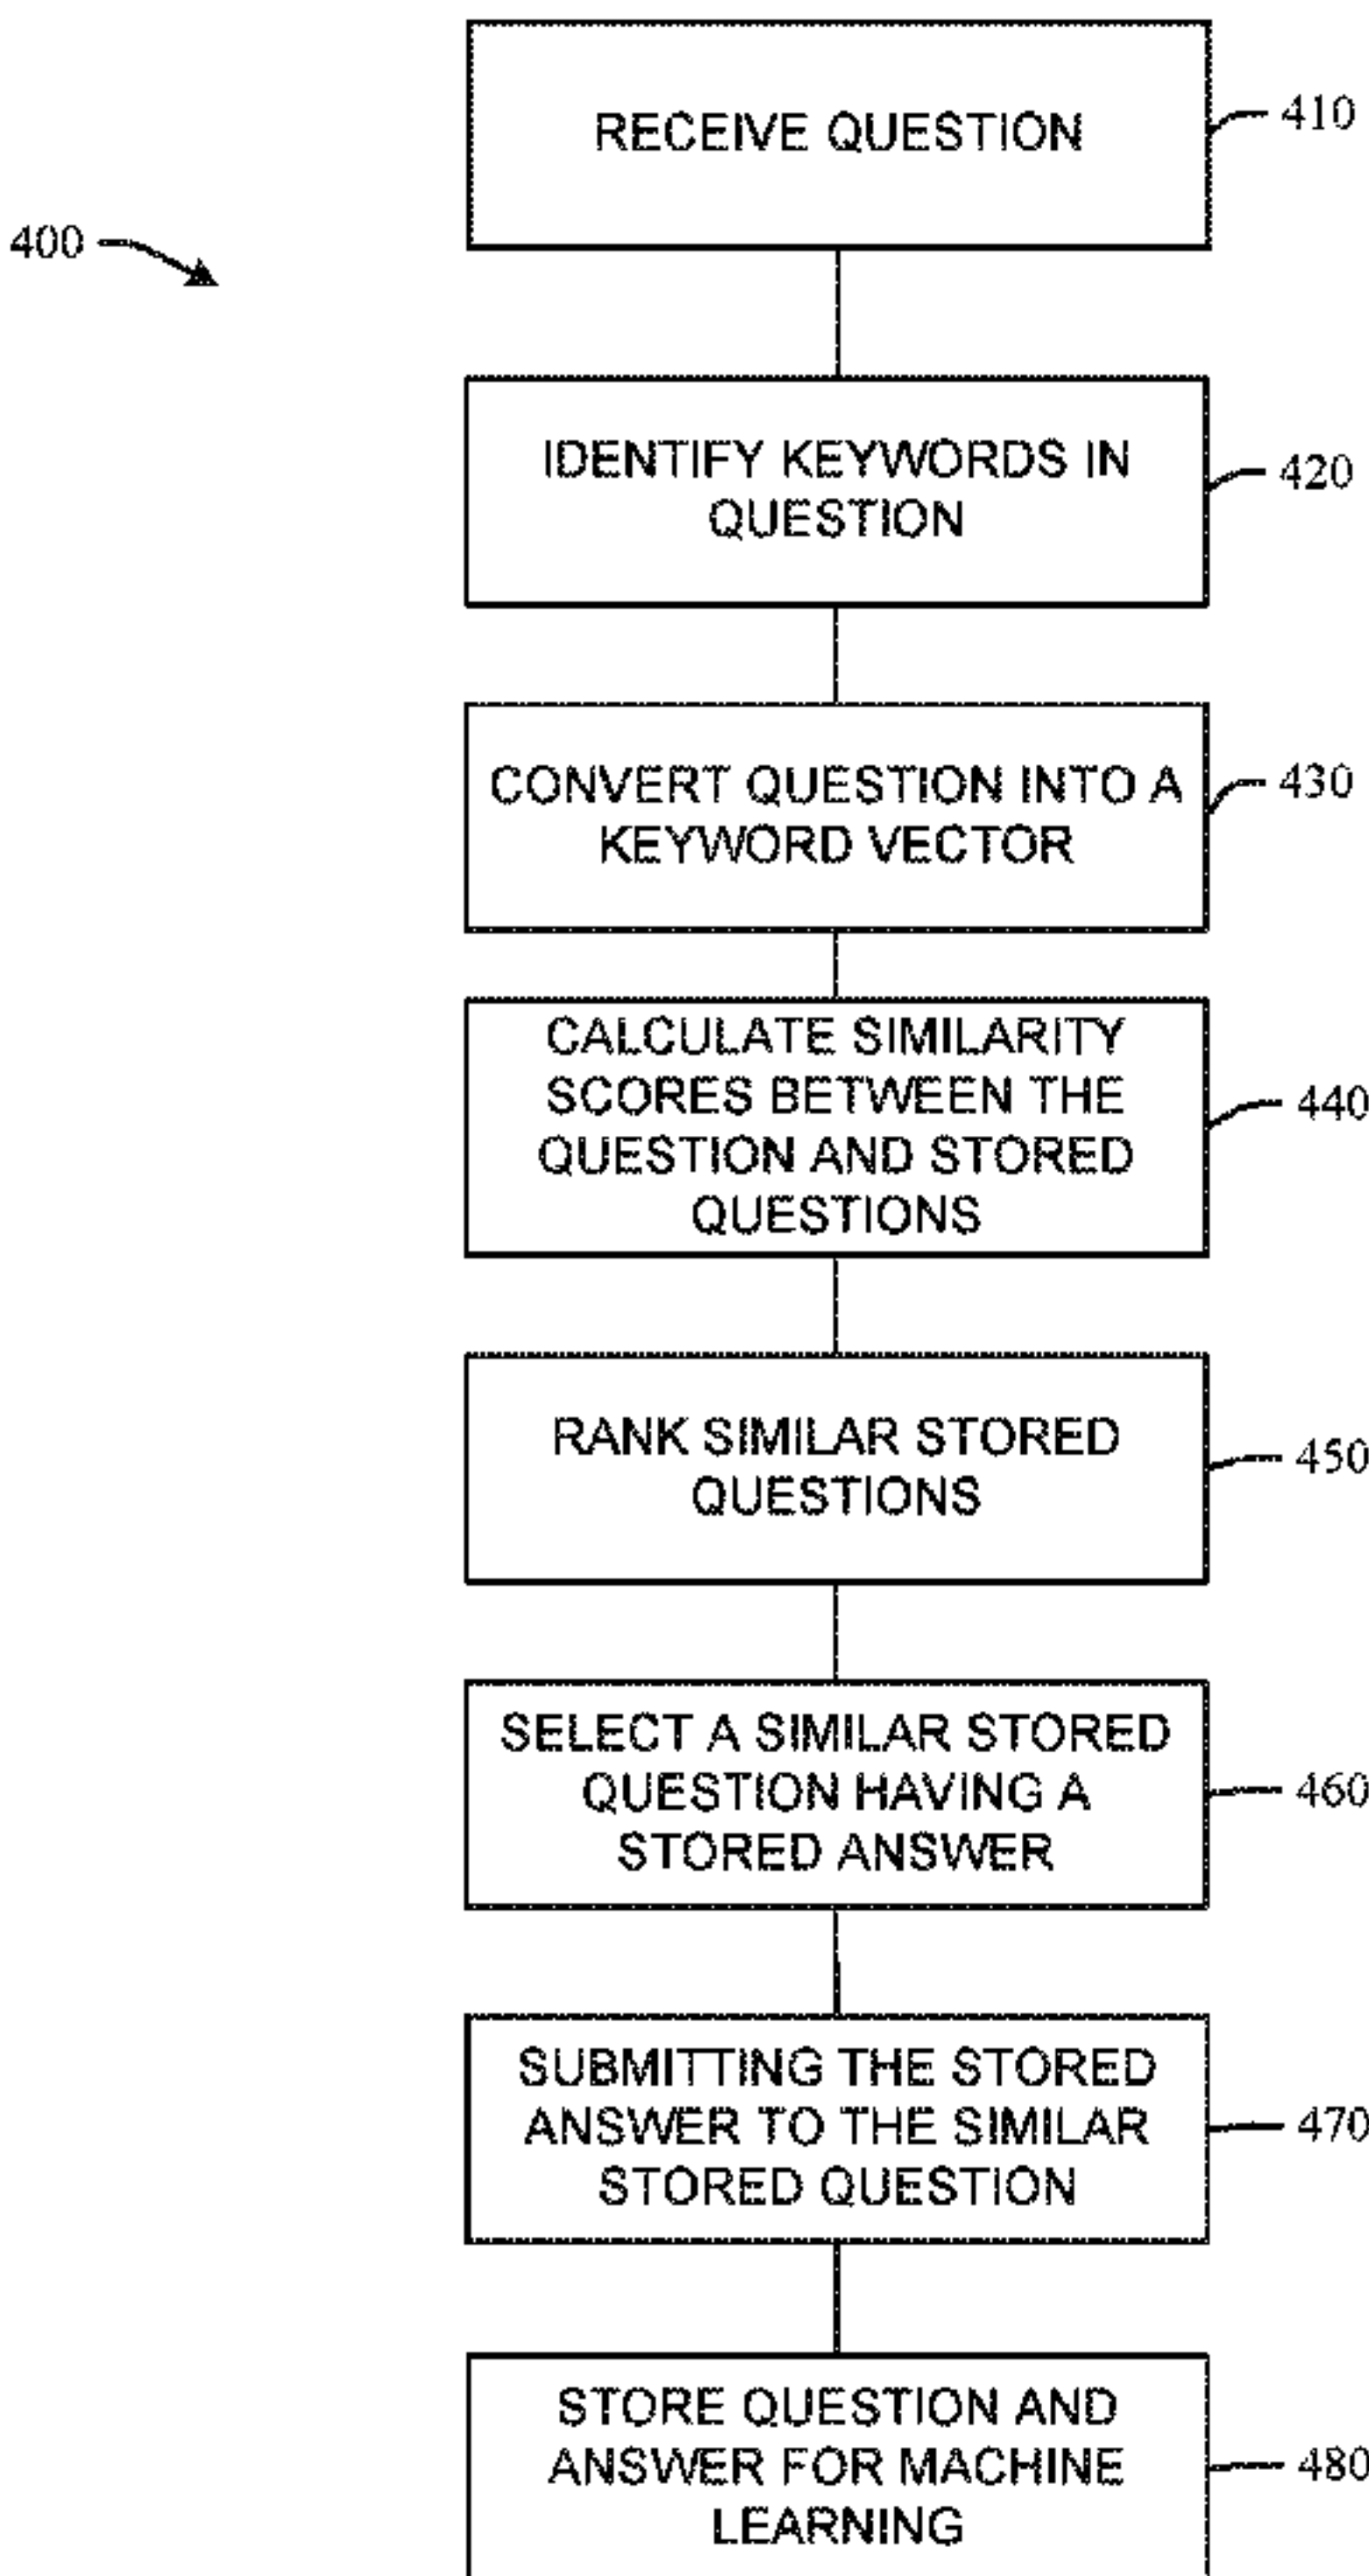 RECEIVE QUESTION
410
400
IDENTIFY KEYWORDS IN
QUESTION
420
CONVERT QUESTION INTO A
KEYWORD VECTOR
430
CALCULATE SIMILARITY
SCORES BETWEEN THE
QUESTION AND STORED
QUESTIONS
440
RANK SIMILAR STORED
QUESTIONS
450
SELECT A SIMILAR STORED
QUESTION HAVING A
STORED ANSWER
460
SUBMITTING THE STORED
ANSWER TO THE SIMILAR
STORED QUESTION
470
STORE QUESTION AND
ANSWER FOR MACHINE
LEARNING
480